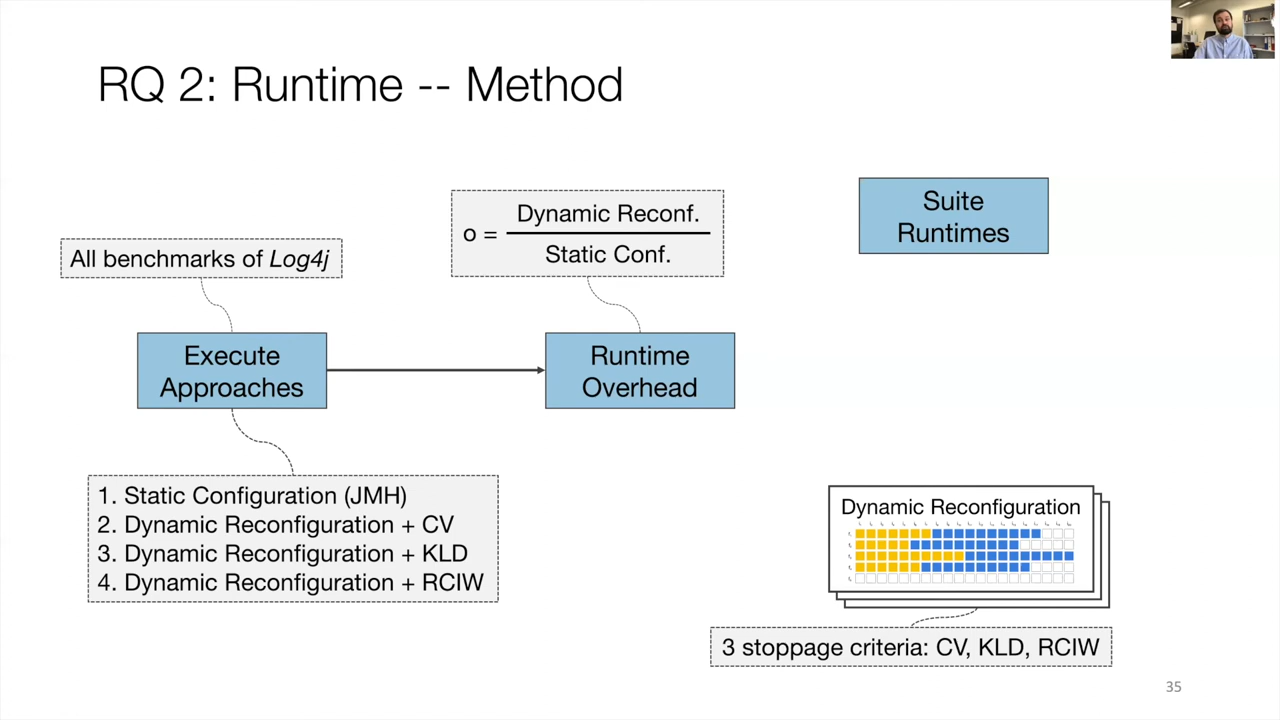 RQ 2: Runtime -- Method
All benchmarks of Log4j
o = Dynamic Reconf.
Static Conf.
Suite
Runtimes
Execute
Approaches
Runtime
Overhead
1. Static Configuration (JMH)
2. Dynamic Reconfiguration + CV
3. Dynamic Reconfiguration + KLD
4. Dynamic Reconfiguration + RCIW
Dynamic Reconfiguration
3 stoppage criteria: CV, KLD, RCIW
35